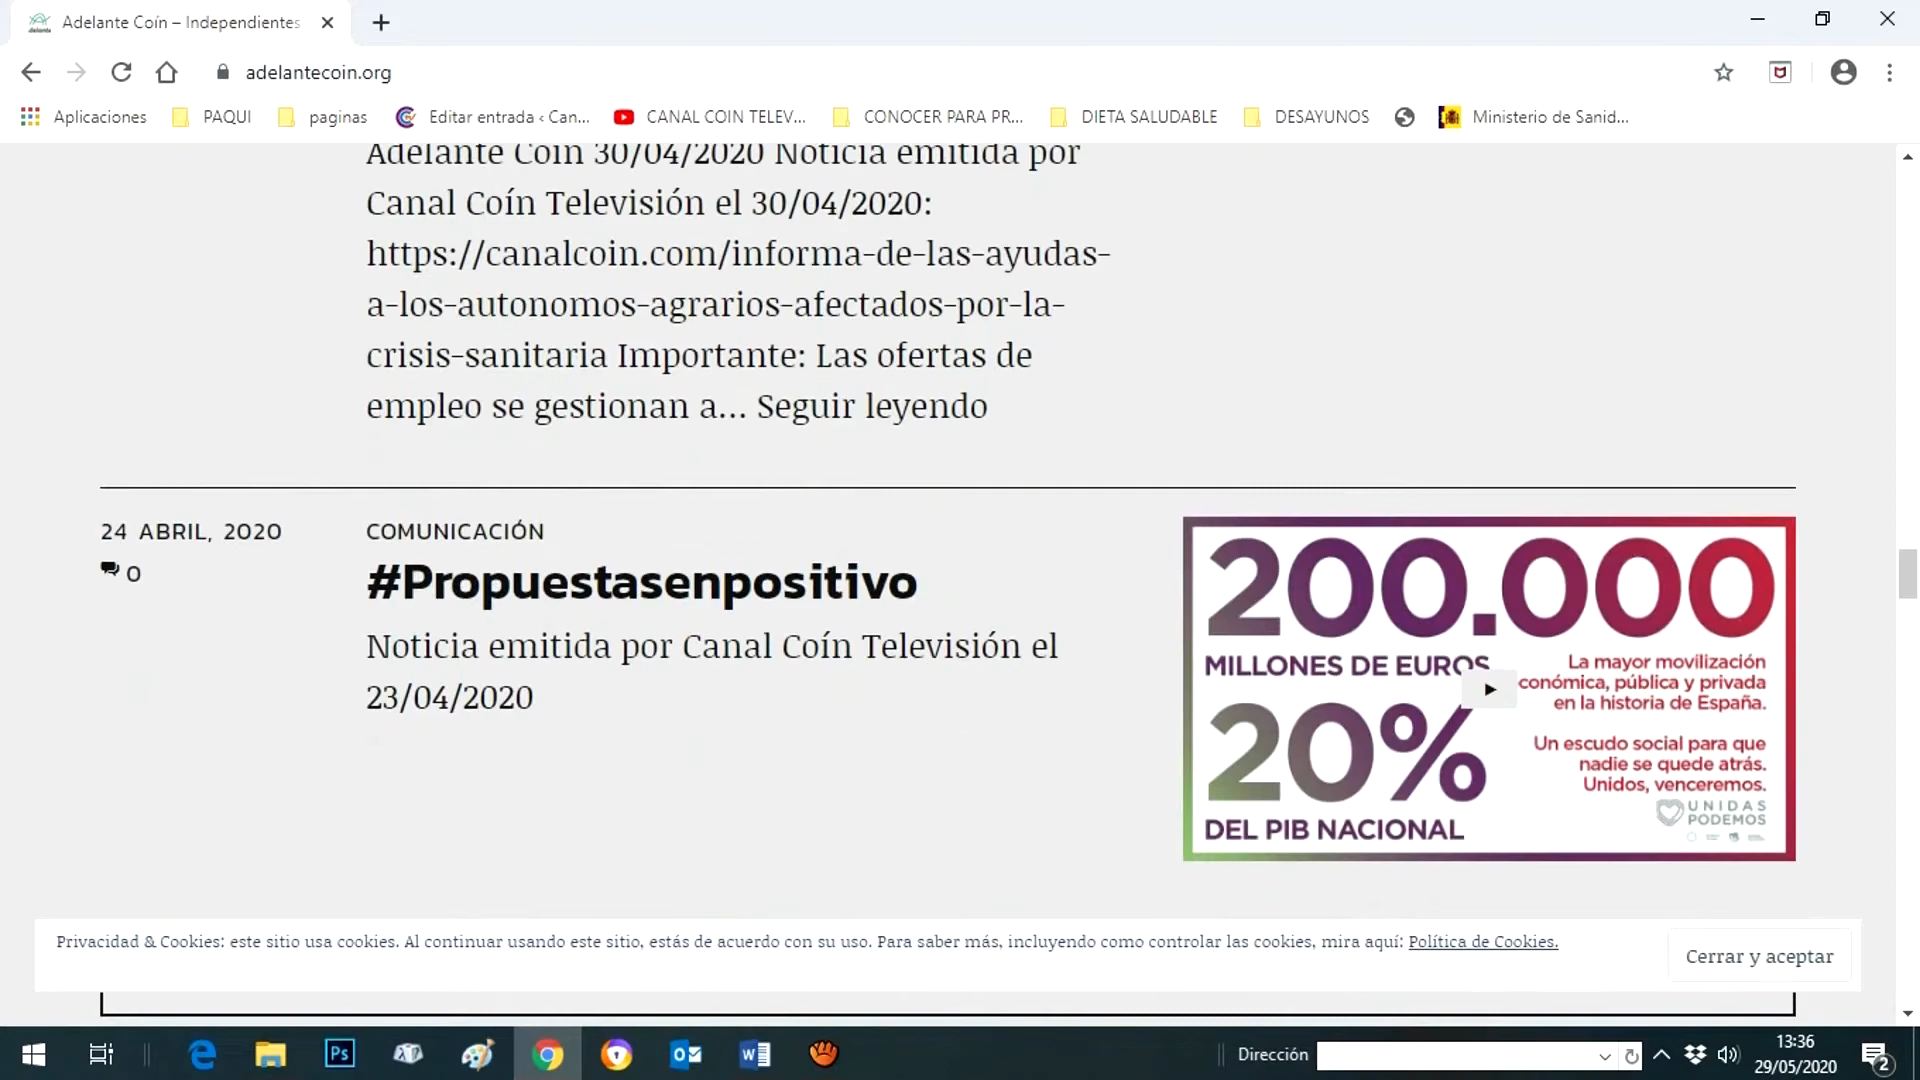 Adelante Coín – Independientes
adelantecoin.org
Aplicaciones
PAQUI
paginas
Editar entrada ‹ Can...
CANAL COIN TELEV...
CONOCER PARA PR...
DIETA SALUDABLE
DESAYUNOS
Ministerio de Sanid...
Adelante Coín 30/04/2020 Noticia emitida por
Canal Coín Televisión el 30/04/2020:
https://canalcoin.com/informa-de-las-ayudas-
a-los-autonomos-agrarios-afectados-por-la-
crisis-sanitaria Importante: Las ofertas de
empleo se gestionan a... Seguir leyendo
24 ABRIL, 2020
0
COMUNICACIÓN
#Propuestasenpositivo
Noticia emitida por Canal Coín Televisión el
23/04/2020
200.000
MILLONES DE EUROS
La mayor movilización
conómica, pública y privada
en la historia de España.
20%
DEL PIB NACIONAL
Un escudo social para que
nadie se quede atrás.
Unidos, venceremos.
UNIDAS
PODEMOS
Privacidad & Cookies: este sitio usa cookies. Al continuar usando este sitio, estás de acuerdo con su uso. Para saber más, incluyendo como controlar las cookies, mira aquí: Política de Cookies.
Cerrar y aceptar
Ps
Dirección
13:36
29/05/2020
2